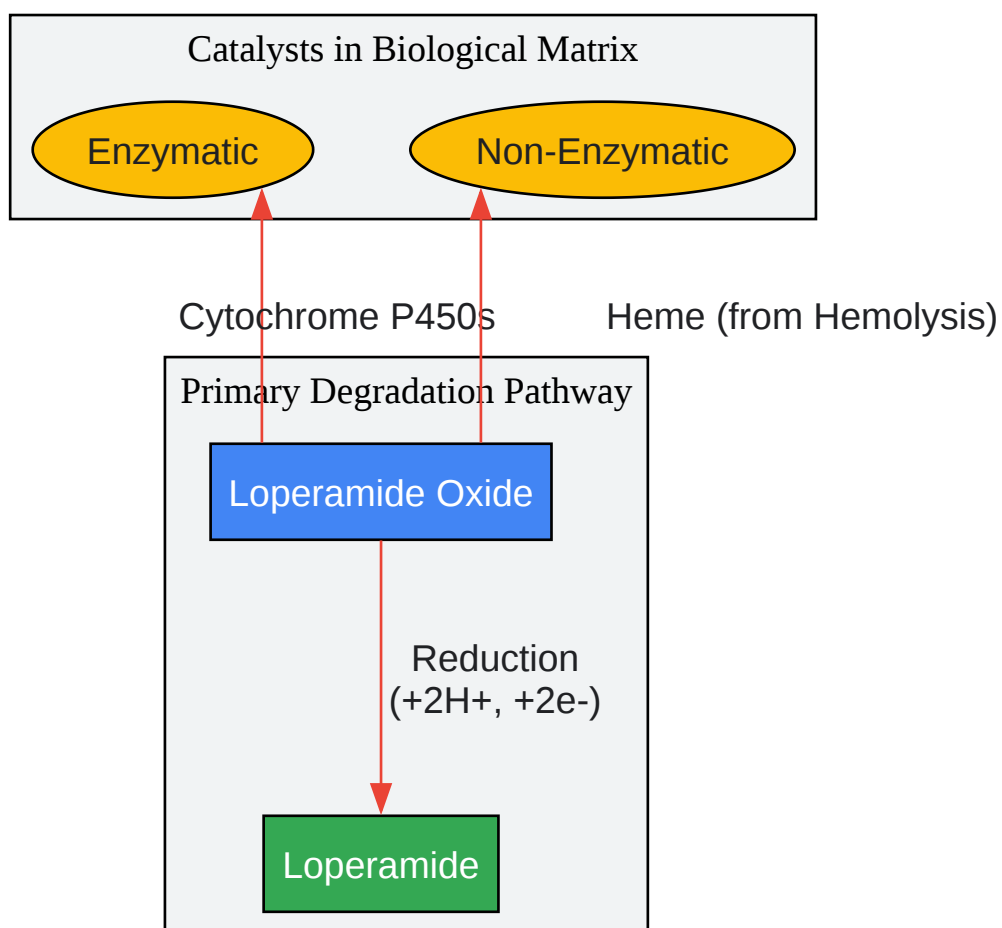 Catalysts in Biological Matrix
Enzymatic
Non-Enzymatic
Cytochrome P450s
Heme (from Hemolysis)
Primary Degradation Pathway
Loperamide Oxide
Reduction
(+2H+, +2e-)
Loperamide